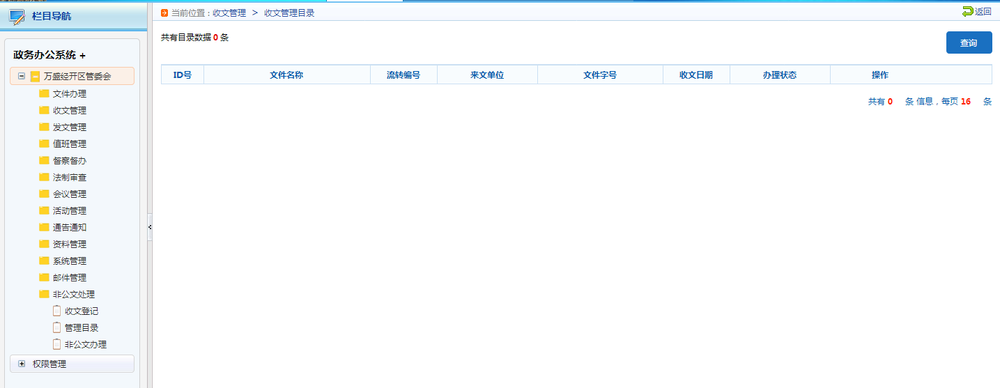 栏目导航
政务办公系统 +
万盛经开区管委会
文件办理
收文管理
发文管理
值班管理
督察督办
法制审查
会议管理
活动管理
通告通知
资料管理
系统管理
邮件管理
非公文处理
收文登记
管理目录
非公文办理
权限管理
当前位置：收文管理 > 收文管理目录
返回
共有目录数据 0 条
查询
ID号 文件名称 流转编号 来文单位 文件字号 收文日期 办理状态 操作
共有 0 条 信息，每页 16 条